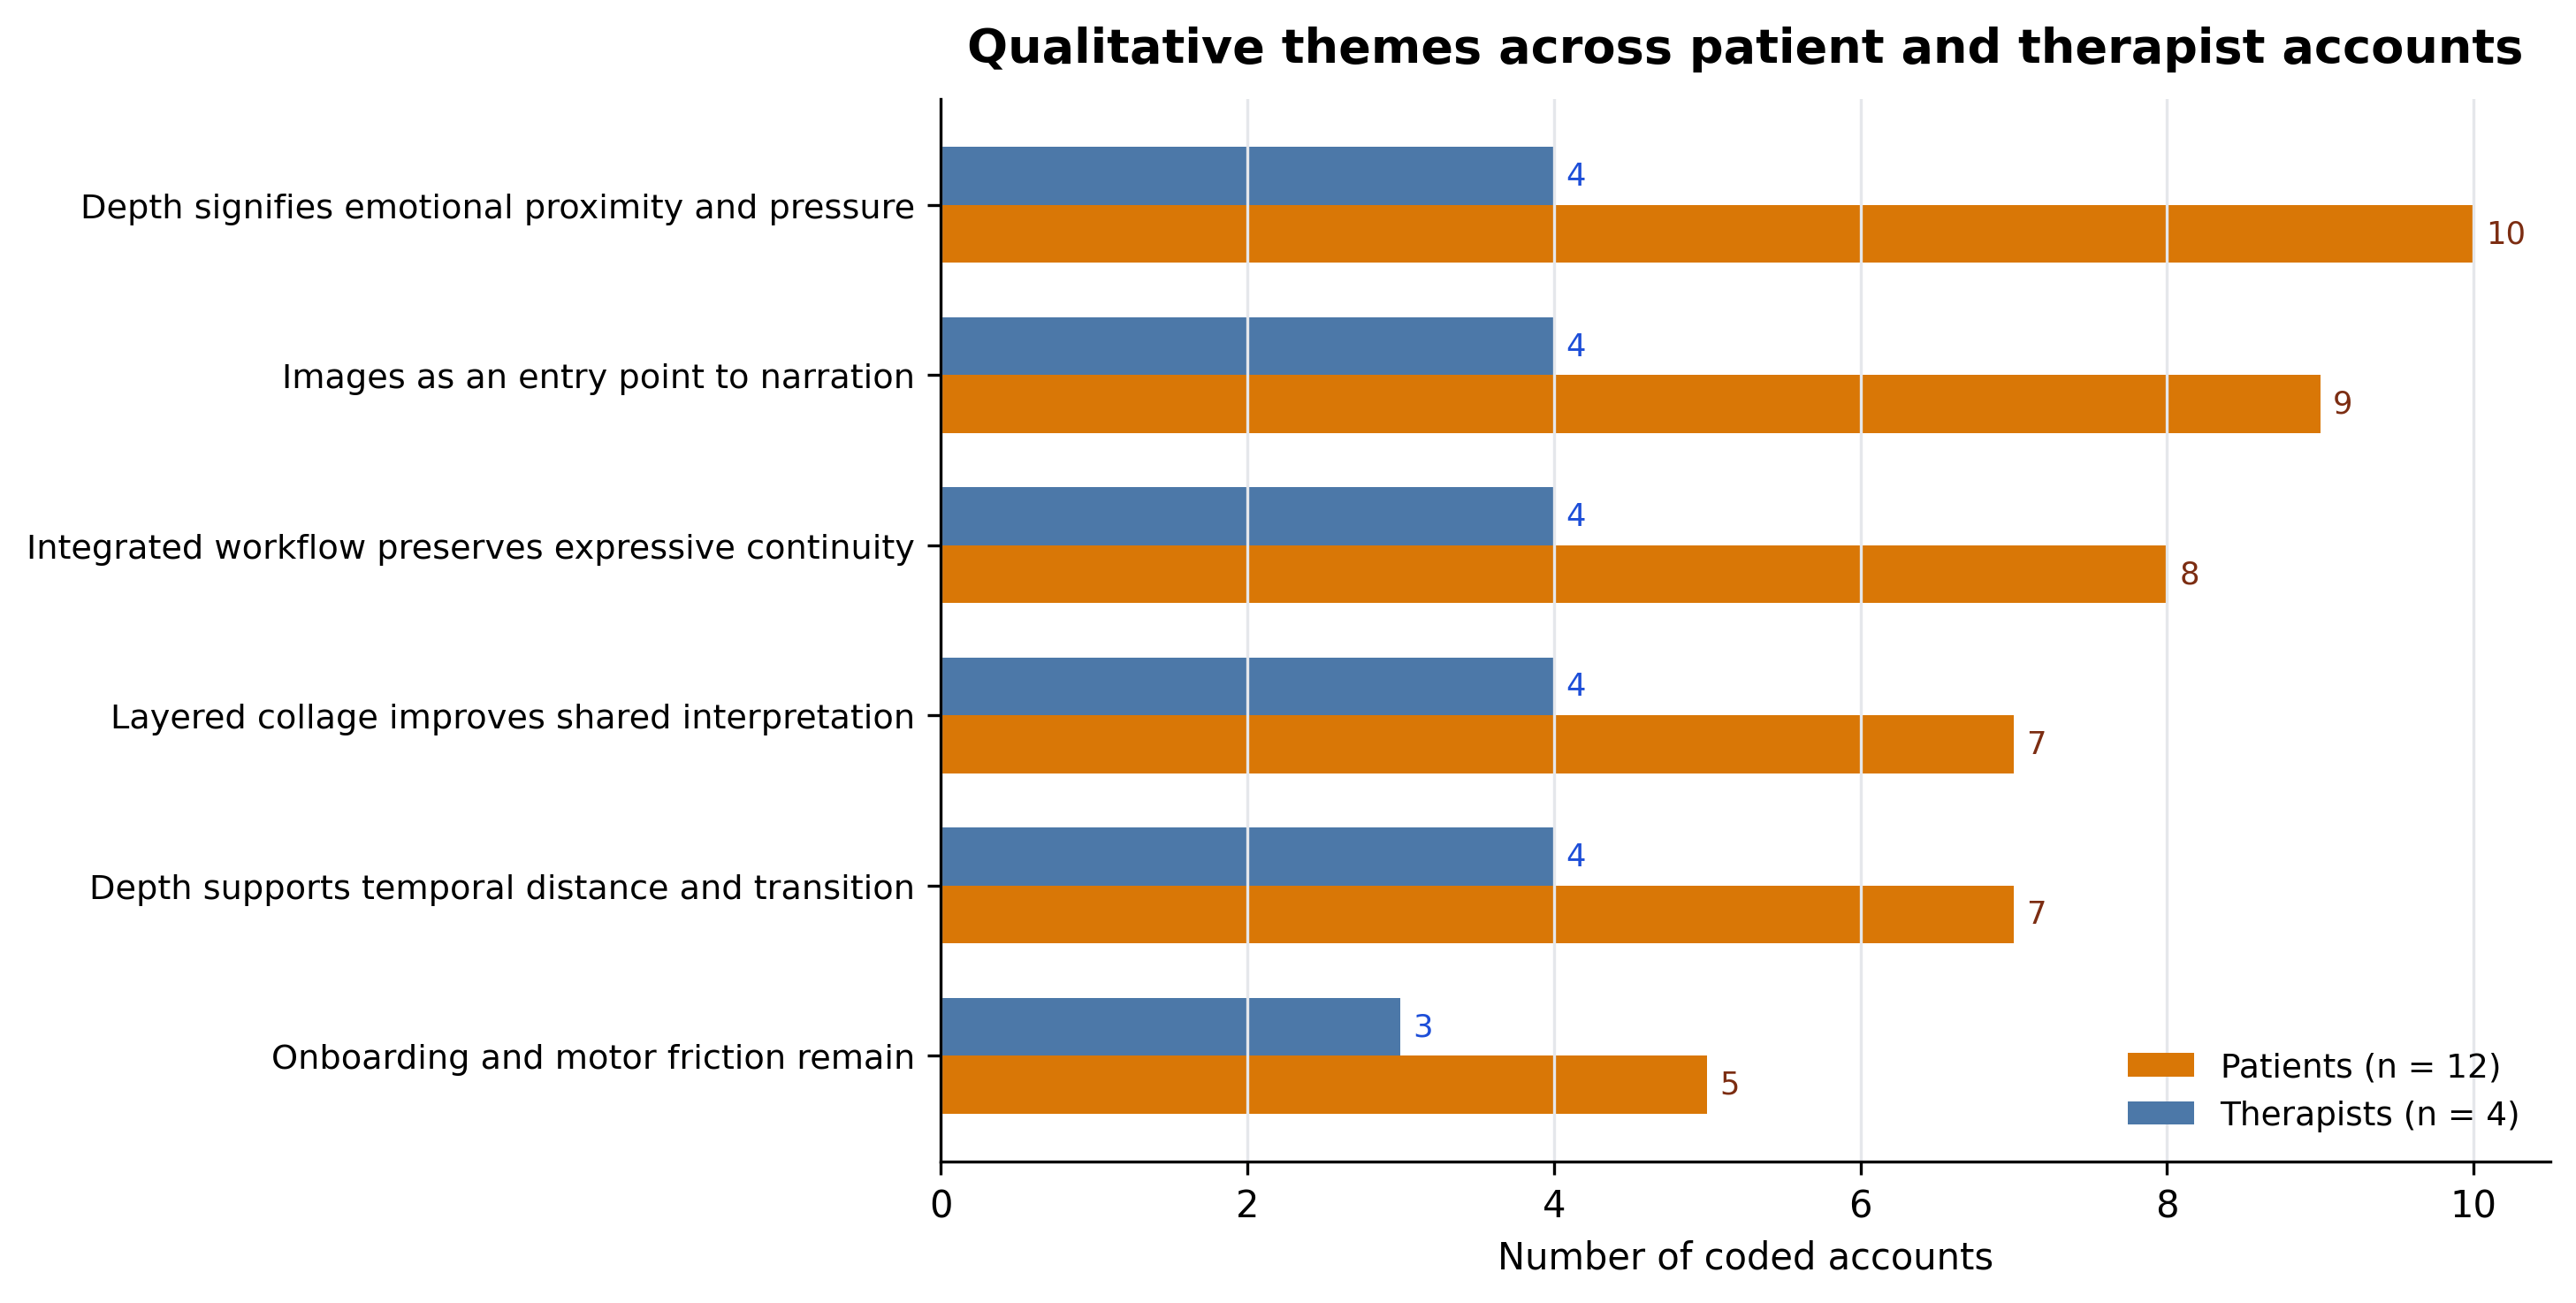 Qualitative themes across patient and therapist accounts
Depth signifies emotional proximity and pressure
4
10
Images as an entry point to narration
4
9
Integrated workflow preserves expressive continuity
4
8
Layered collage improves shared interpretation
4
7
Depth supports temporal distance and transition
4
7
Onboarding and motor friction remain
3
5
Patients (n = 12)
Therapists (n = 4)
0 2 4 6 8 10
Number of coded accounts